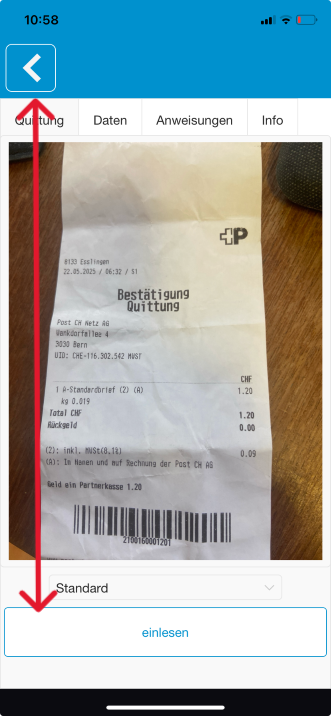 10:58
Quittung
Daten
Anweisungen
Info
P
8133 Esslingen
22.05.2025 / 06:32 / S1
Bestätigung
Quittung
Post CH Netz AG
Wankdorfallee 4
3030 Bern
UID: CHE-116.302.542 MWST
CHF
1 A-Standardbrief (2) (A) 1.20
kg 0.019
Total CHF 1.20
Rückgeld 0.00
(2): inkl. MWSt(8.1%) 0.09
(A): Im Namen und auf Rechnung der Post CH AG
Geld ein Partnerkasse 1.20
Standard
einlesen